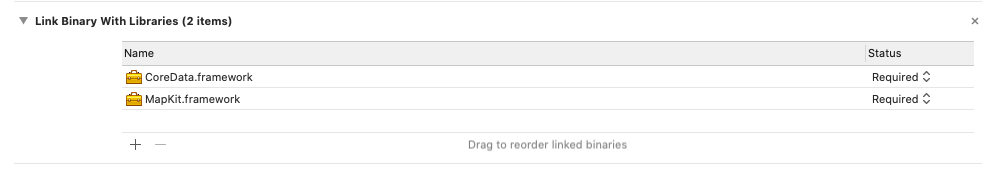 Link Binary With Libraries (2 items)
Name Status
CoreData.framework Required
MapKit.framework Required
Drag to reorder linked binaries